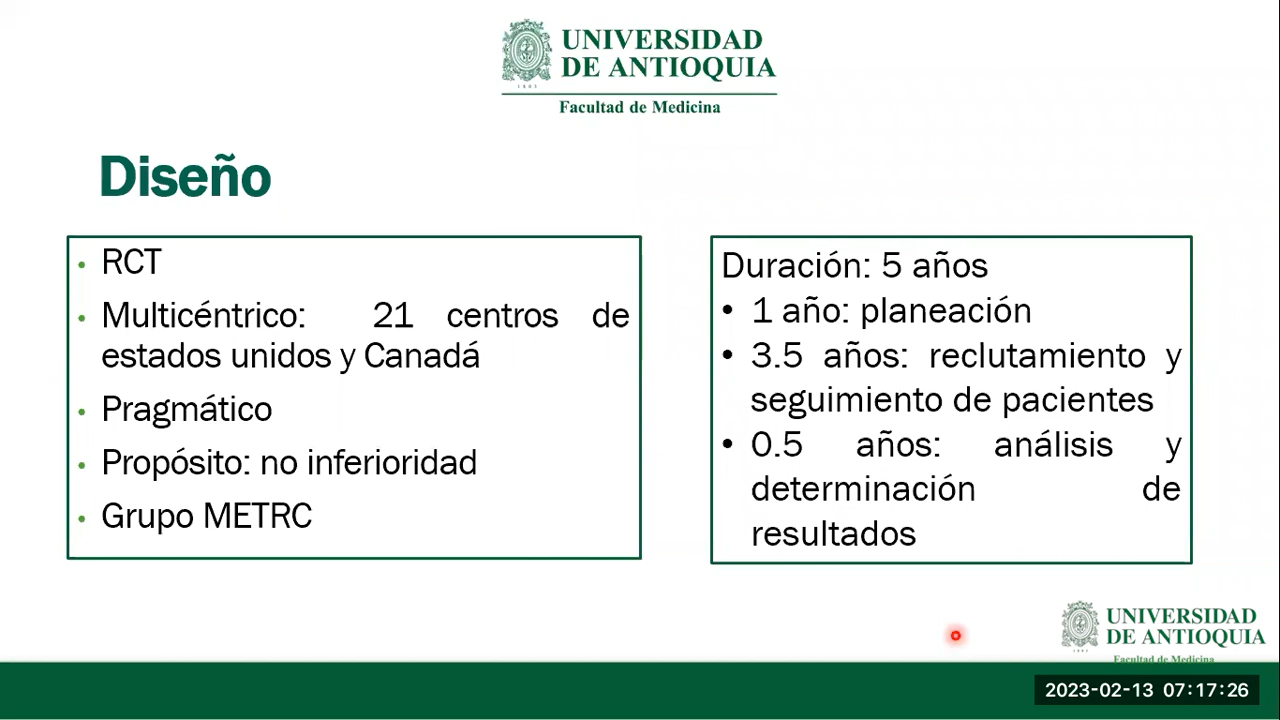 UNIVERSIDAD
DE ANTIOQUIA
1803
Facultad de Medicina
Diseño
• RCT
• Multicéntrico: 21 centros de
estados unidos y Canadá
• Pragmático
• Propósito: no inferioridad
• Grupo METRC
Duración: 5 años
• 1 año: planeación
• 3.5 años: reclutamiento y
seguimiento de pacientes
• 0.5 años: análisis y
determinación de
resultados
UNIVERSIDAD
DE ANTIOQUIA
1803
Facultad de Medicina
2023-02-13 07:17:26